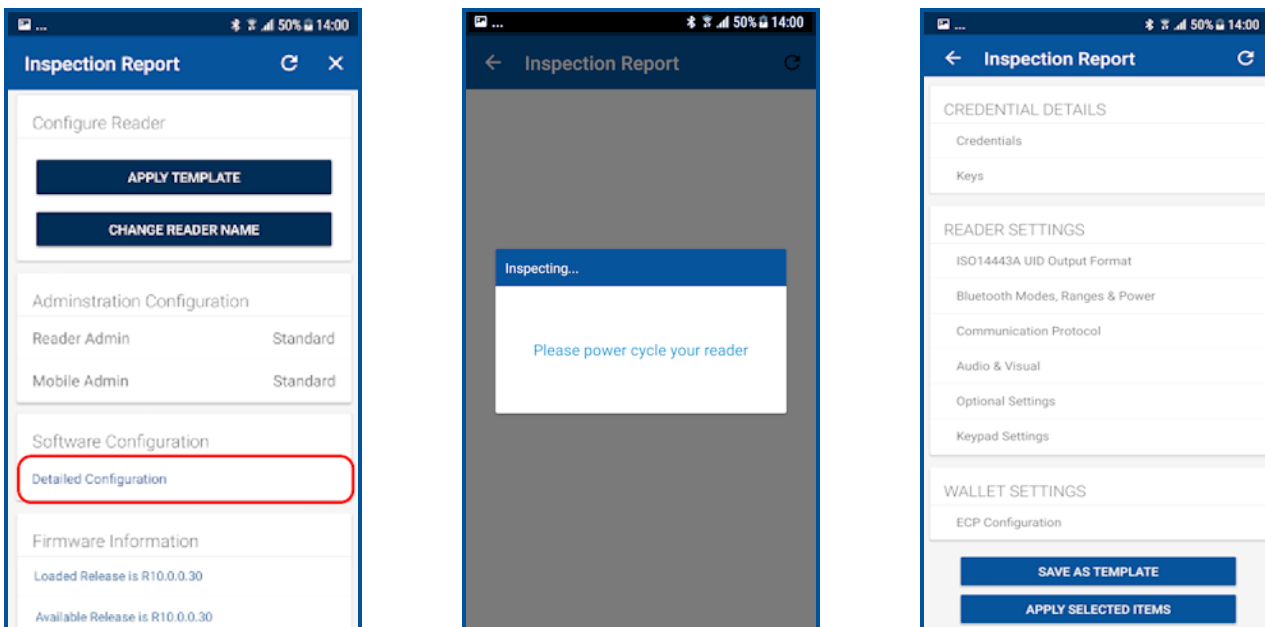 ... 50% 14:00
Inspection Report
Configure Reader
APPLY TEMPLATE
CHANGE READER NAME
Adminstration Configuration
Reader Admin Standard
Mobile Admin Standard
Software Configuration
Detailed Configuration
Firmware Information
Loaded Release is R10.0.0.30
Available Release is R10.0.0.30
... 50% 14:00
Inspection Report
Inspecting...
Please power cycle your reader
... 50% 14:00
Inspection Report
CREDENTIAL DETAILS
Credentials
Keys
READER SETTINGS
ISO14443A UID Output Format
Bluetooth Modes, Ranges & Power
Communication Protocol
Audio & Visual
Optional Settings
Keypad Settings
WALLET SETTINGS
ECP Configuration
SAVE AS TEMPLATE
APPLY SELECTED ITEMS